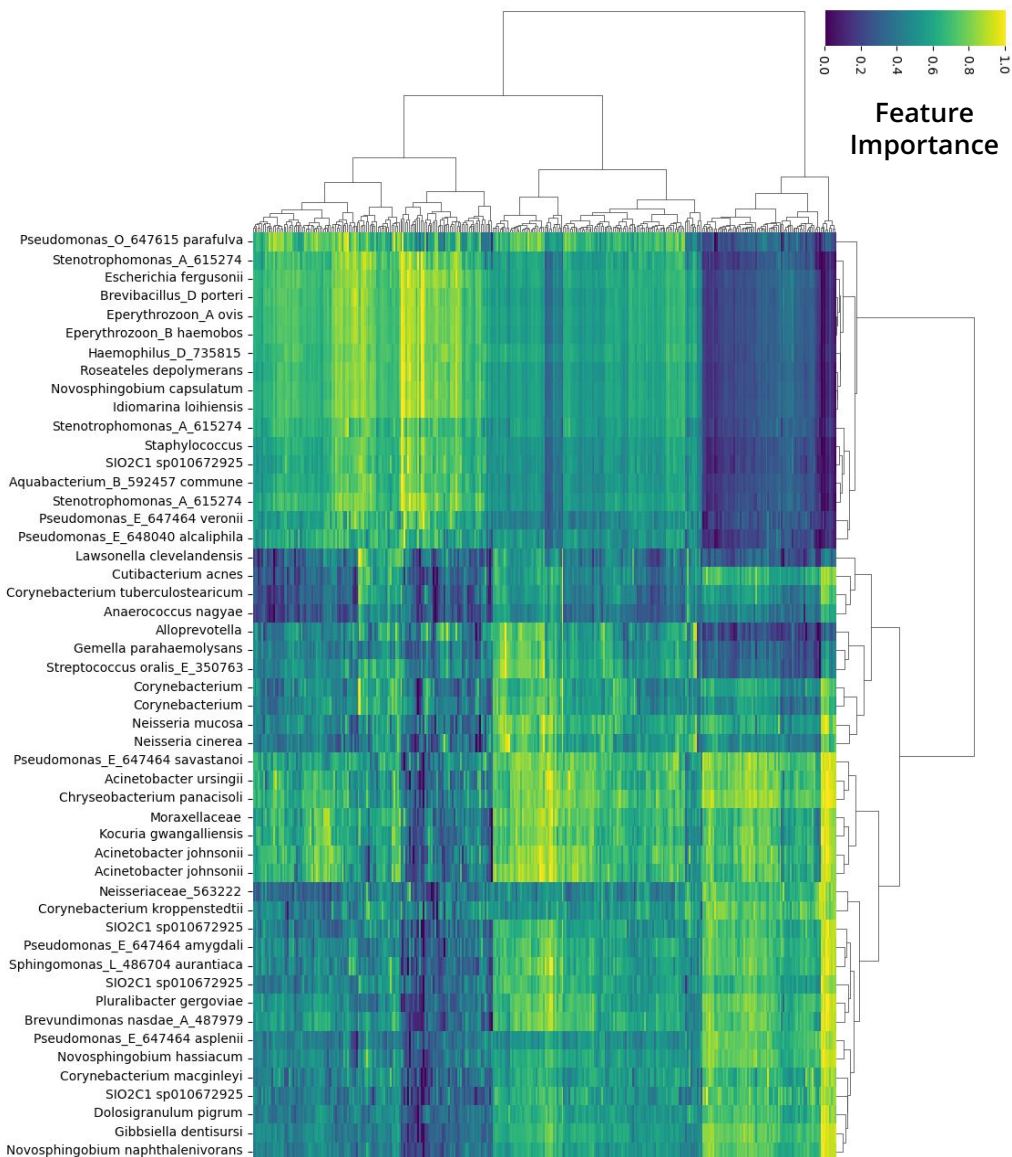 0.0
0.2
0.4
0.6
0.8
1.0
Feature
Importance
Pseudomonas_O_647615 parafulva
Stenotrophomonas_A_615274
Escherichia fergusonii
Brevibacillus_D porteri
Eperythrozoon_A ovis
Eperythrozoon_B haemobos
Haemophilus_D_735815
Roseateles depolymerans
Novosphingobium capsulatum
Idiomarina loihiensis
Stenotrophomonas_A_615274
Staphylococcus
SIO2C1 sp010672925
Aquabacterium_B_592457 commune
Stenotrophomonas_A_615274
Pseudomonas_E_647464 veronii
Pseudomonas_E_648040 alcaliphila
Lawsonella clevelandensis
Cutibacterium acnes
Corynebacterium tuberculostearicum
Anaerococcus nagyae
Alloprevotella
Gemella parahaemolysans
Streptococcus oralis_E_350763
Corynebacterium
Corynebacterium
Neisseria mucosa
Neisseria cinerea
Pseudomonas_E_647464 savastanoi
Acinetobacter ursingii
Chryseobacterium panacisoli
Moraxellaceae
Kocuria gwangalliensis
Acinetobacter johnsonii
Acinetobacter johnsonii
Neisseriaceae_563222
Corynebacterium kroppenstedtii
SIO2C1 sp010672925
Pseudomonas_E_647464 amygdali
Sphingomonas_L_486704 aurantiaca
SIO2C1 sp010672925
Pluralibacter gergoviae
Brevundimonas nasdae_A_487979
Pseudomonas_E_647464 asplenii
Novosphingobium hassiacum
Corynebacterium macginleyi
SIO2C1 sp010672925
Dolosigranulum pigrum
Gibbsiella dentisursi
Novosphingobium naphthalenivorans